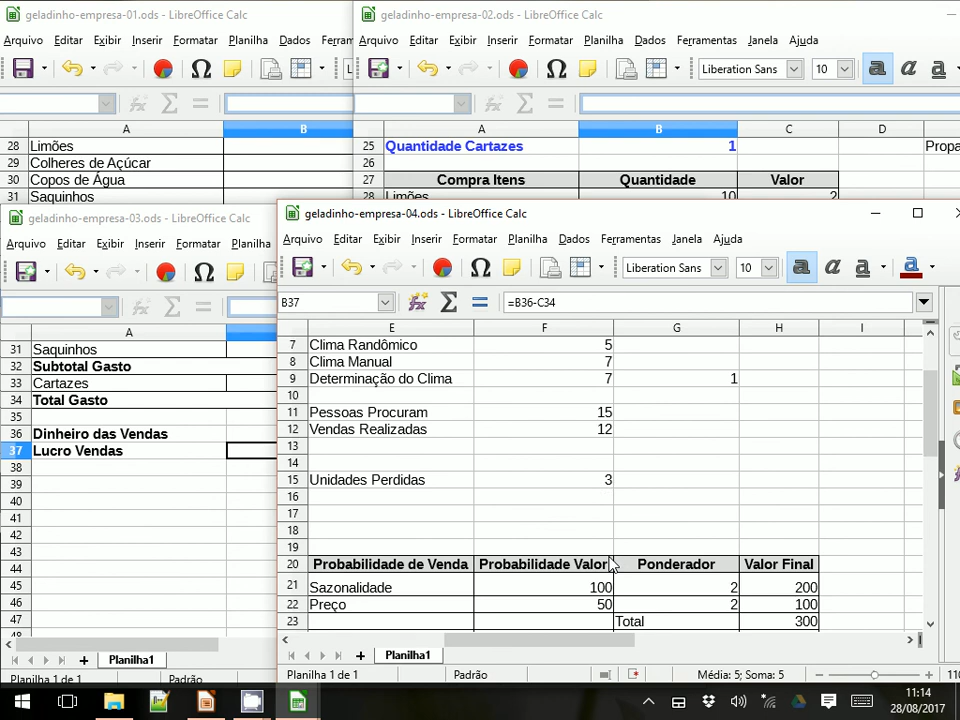 geladinho-empresa-01.ods - LibreOffice Calc
Arquivo Editar Exibir Inserir Formatar Planilha Dados Ferram
A B
28 Limões
29 Colheres de Açúcar
30 Copos de Água
31 Saquinhos
geladinho-empresa-02.ods - LibreOffice Calc
Arquivo Editar Exibir Inserir Formatar Planilha Dados Ferramentas Janela Ajuda
Liberation Sans 10 a a a
A B C D
25 Quantidade Cartazes 1 Propa
26
27 Compra Itens Quantidade Valor
28 Limões 10 2
geladinho-empresa-03.ods - LibreOffice Calc
Arquivo Editar Exibir Inserir Formatar Planilha
A
31 Saquinhos
32 Subtotal Gasto
33 Cartazes
34 Total Gasto
35
36 Dinheiro das Vendas
37 Lucro Vendas
38
39
40
41
42
43
44
45
46
47
48
Planilha1
Planilha 1 de 1 Padrão
geladinho-empresa-04.ods - LibreOffice Calc
Arquivo Editar Exibir Inserir Formatar Planilha Dados Ferramentas Janela Ajuda
Liberation Sans 10 a a a a
B37 =B36-C34
E F G H I
7 Clima Randômico 5
8 Clima Manual 7
9 Determinação do Clima 7 1
10
11 Pessoas Procuram 15
12 Vendas Realizadas 12
13
14
15 Unidades Perdidas 3
16
17
18
19
20 Probabilidade de Venda Probabilidade Valor Ponderador Valor Final
21 Sazonalidade 100 2 200
22 Preço 50 2 100
23 Total 300
Planilha1
Planilha 1 de 1 Padrão Média: 5; Soma: 5 110
11:14
28/08/2017